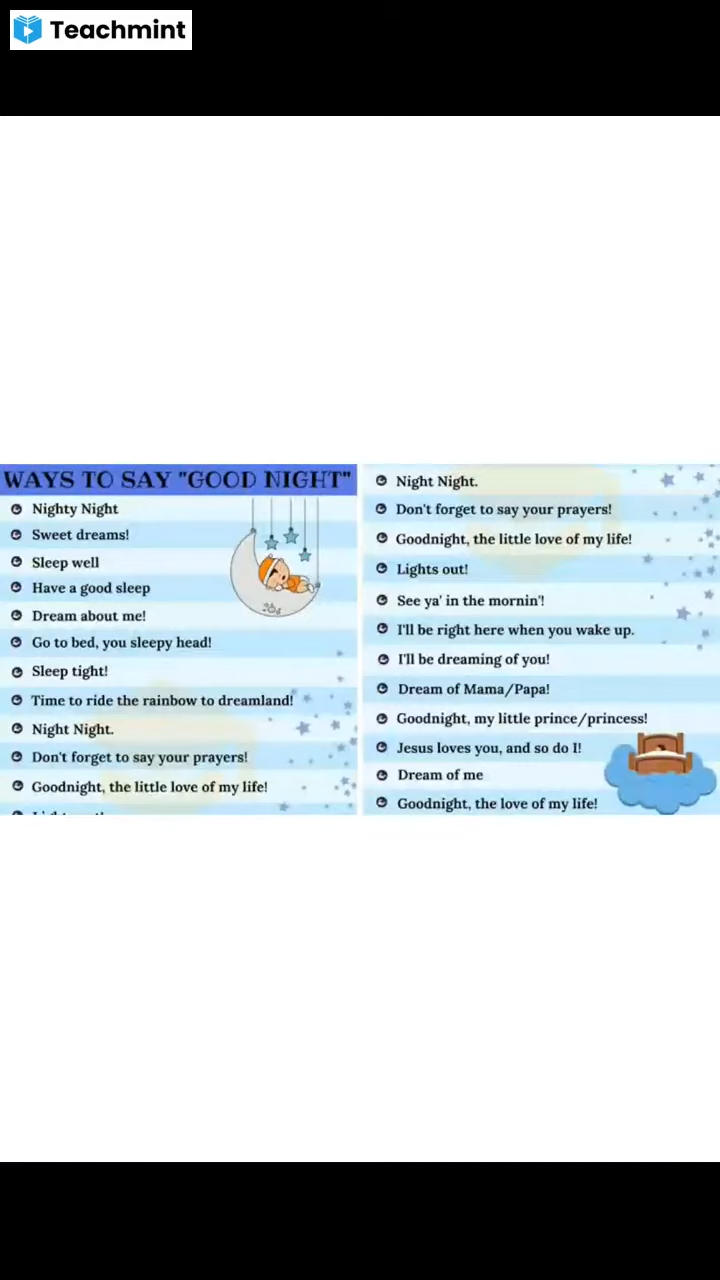 Teachmint
WAYS TO SAY "GOOD NIGHT"
Nighty Night
Sweet dreams!
Sleep well
Have a good sleep
Dream about me!
Go to bed, you sleepy head!
Sleep tight!
Time to ride the rainbow to dreamland!
Night Night.
Don't forget to say your prayers!
Goodnight, the little love of my life!
Night Night.
Don't forget to say your prayers!
Goodnight, the little love of my life!
Lights out!
See ya' in the mornin'!
I'll be right here when you wake up.
I'll be dreaming of you!
Dream of Mama/Papa!
Goodnight, my little prince/princess!
Jesus loves you, and so do I!
Dream of me
Goodnight, the love of my life!